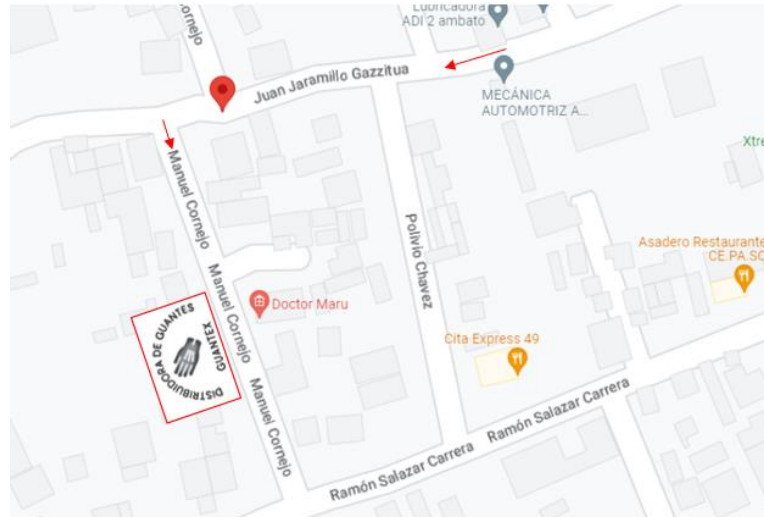 Lubricadora
ADI 2 ambato
ornejo
Juan Jaramillo Gazzitua
MECÁNICA
AUTOMOTRIZ A...
Xtre
Manuel Cornejo
Polivio Chavez
Asadero Restaurante
CE.PA.SO
Manuel Cornejo
Doctor Maru
DISTRIBUIDORA DE GUANTES
GUANTEX
Cita Express 49
Manuel Cornejo
Ramón Salazar Carrera
Ramón Salazar Carrera